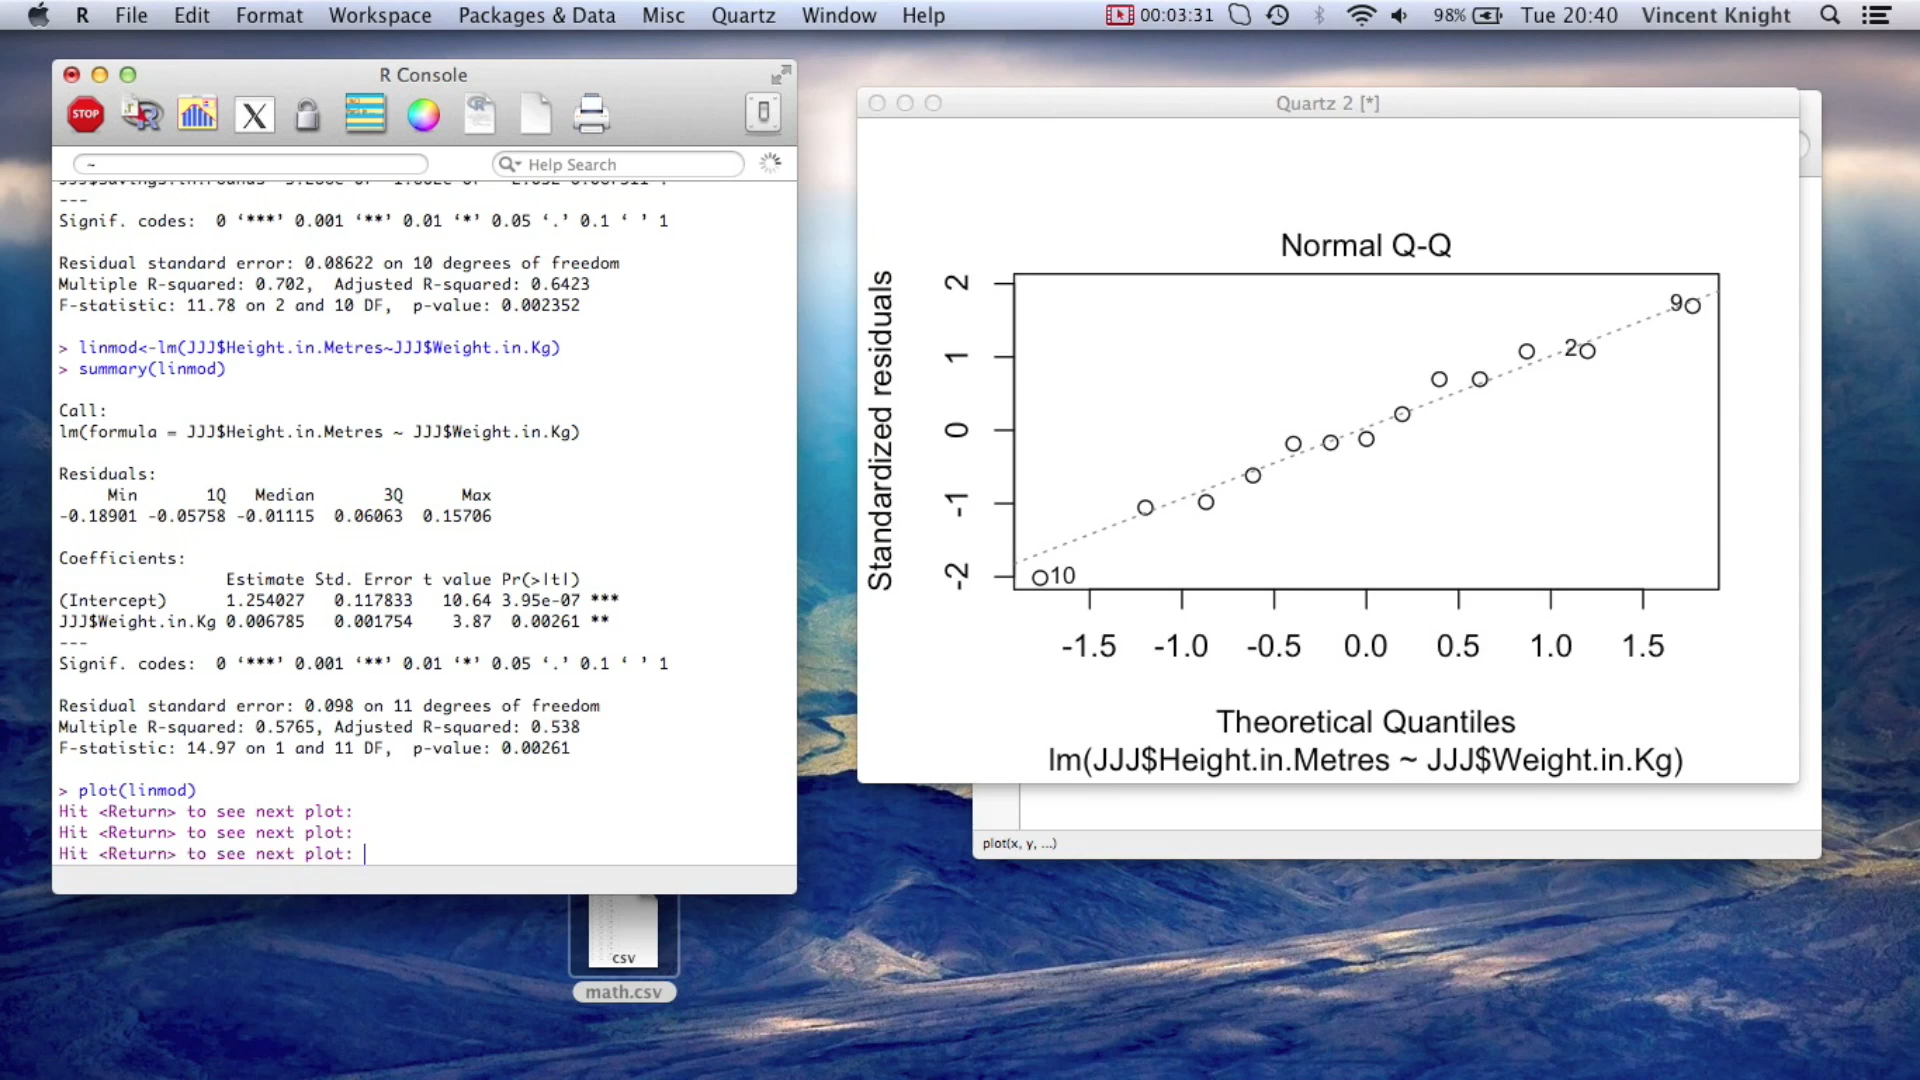 R File Edit Format Workspace Packages & Data Misc Quartz Window Help 00:03:31 98% Tue 20:40 Vincent Knight
R Console
STOP
R X R
~ Help Search
---
Signif. codes: 0 ‘***’ 0.001 ‘**’ 0.01 ‘*’ 0.05 ‘.’ 0.1 ‘ ’ 1
Residual standard error: 0.08622 on 10 degrees of freedom
Multiple R-squared: 0.702, Adjusted R-squared: 0.6423
F-statistic: 11.78 on 2 and 10 DF, p-value: 0.002352
> linmod<-lm(JJJ$Height.in.Metres~JJJ$Weight.in.Kg)
> summary(linmod)
Call:
lm(formula = JJJ$Height.in.Metres ~ JJJ$Weight.in.Kg)
Residuals:
Min 1Q Median 3Q Max
-0.18901 -0.05758 -0.01115 0.06063 0.15706
Coefficients:
Estimate Std. Error t value Pr(>|t|)
(Intercept) 1.254027 0.117833 10.64 3.95e-07 ***
JJJ$Weight.in.Kg 0.006785 0.001754 3.87 0.00261 **
---
Signif. codes: 0 ‘***’ 0.001 ‘**’ 0.01 ‘*’ 0.05 ‘.’ 0.1 ‘ ’ 1
Residual standard error: 0.098 on 11 degrees of freedom
Multiple R-squared: 0.5765, Adjusted R-squared: 0.538
F-statistic: 14.97 on 1 and 11 DF, p-value: 0.00261
> plot(linmod)
Hit <Return> to see next plot:
Hit <Return> to see next plot:
Hit <Return> to see next plot:
csv
math.csv
Quartz 2 [*]
Normal Q-Q
Standardized residuals
2
1
0
-1
-2
9
2
10
-1.5 -1.0 -0.5 0.0 0.5 1.0 1.5
Theoretical Quantiles
lm(JJJ$Height.in.Metres ~ JJJ$Weight.in.Kg)
plot(x, y, ...)